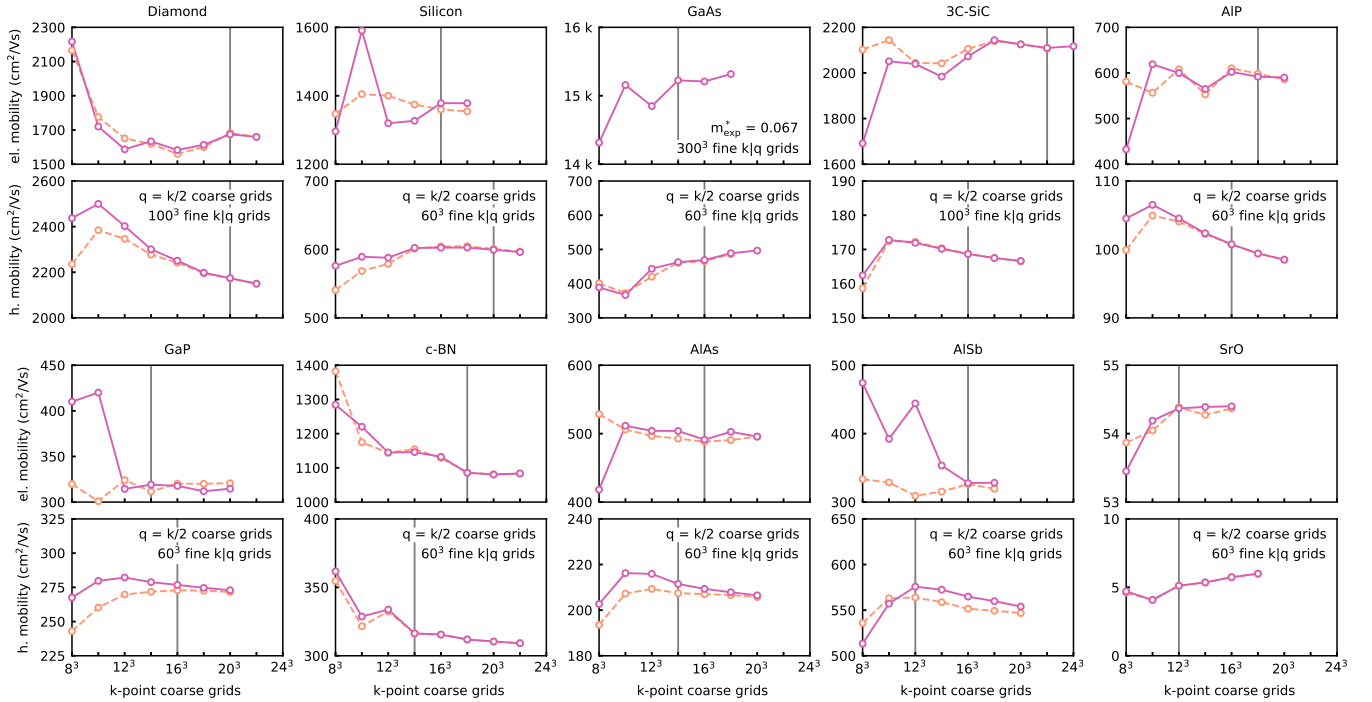 Diamond
Silicon
GaAs
3C-SiC
AlP
el. mobility (cm²/Vs)
2300
2100
1900
1700
1500
1600
1400
1200
16 k
15 k
14 k
m*exp = 0.067
300³ fine k|q grids
2200
2000
1800
1600
700
600
500
400
h. mobility (cm²/Vs)
2600
2400
2200
2000
q = k/2 coarse grids
100³ fine k|q grids
700
600
500
q = k/2 coarse grids
60³ fine k|q grids
700
600
500
400
300
q = k/2 coarse grids
60³ fine k|q grids
190
180
170
160
150
q = k/2 coarse grids
100³ fine k|q grids
110
100
90
q = k/2 coarse grids
60³ fine k|q grids
GaP
c-BN
AlAs
AlSb
SrO
el. mobility (cm²/Vs)
450
400
350
300
1400
1300
1200
1100
1000
600
500
400
500
400
300
55
54
53
h. mobility (cm²/Vs)
325
300
275
250
225
q = k/2 coarse grids
60³ fine k|q grids
400
350
300
q = k/2 coarse grids
60³ fine k|q grids
240
220
200
180
q = k/2 coarse grids
60³ fine k|q grids
650
600
550
500
q = k/2 coarse grids
60³ fine k|q grids
10
5
0
q = k/2 coarse grids
60³ fine k|q grids
8³ 12³ 16³ 20³ 24³
8³ 12³ 16³ 20³ 24³
8³ 12³ 16³ 20³ 24³
8³ 12³ 16³ 20³ 24³
8³ 12³ 16³ 20³ 24³
k-point coarse grids
k-point coarse grids
k-point coarse grids
k-point coarse grids
k-point coarse grids